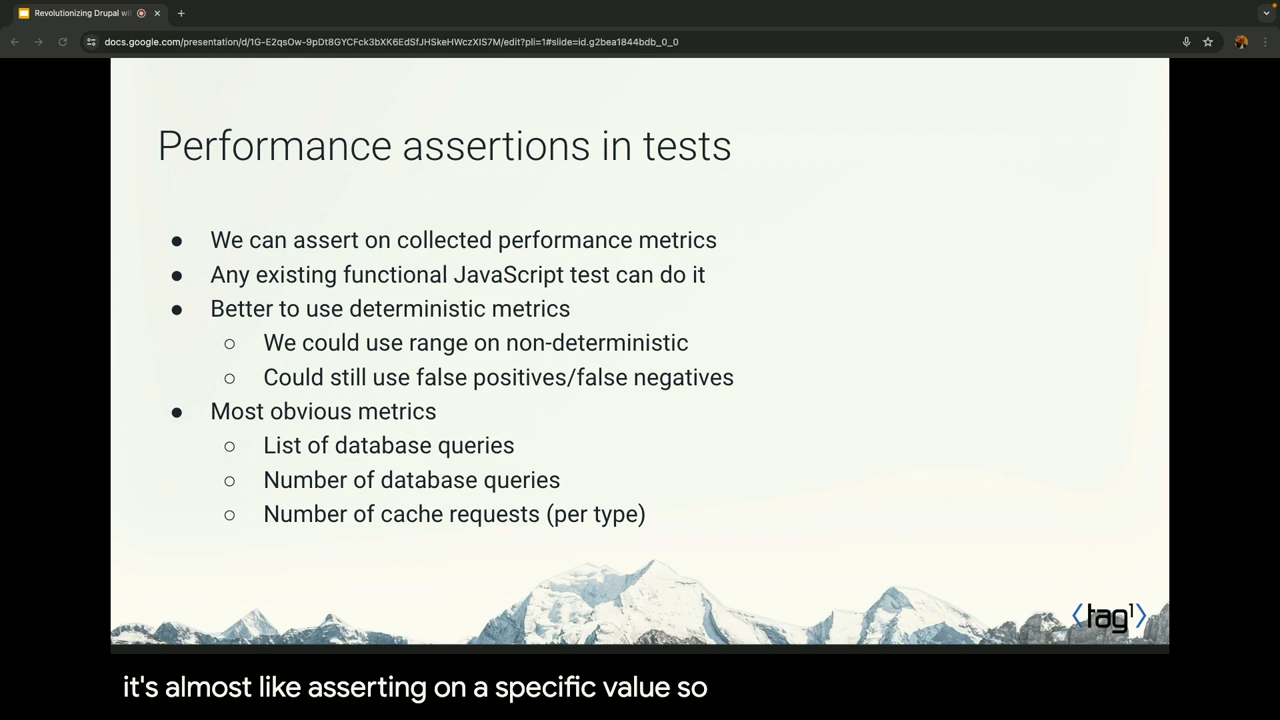 Revolutionizing Drupal wit
docs.google.com/presentation/d/1G-E2qsOw-9pDt8GYCFck3bXK6EdSfJHSkeHWczXIS7M/edit?pli=1#slide=id.g2bea1844bdb_0_0
Performance assertions in tests
● We can assert on collected performance metrics
● Any existing functional JavaScript test can do it
● Better to use deterministic metrics
○ We could use range on non-deterministic
○ Could still use false positives/false negatives
● Most obvious metrics
○ List of database queries
○ Number of database queries
○ Number of cache requests (per type)
tag1
it's almost like asserting on a specific value so